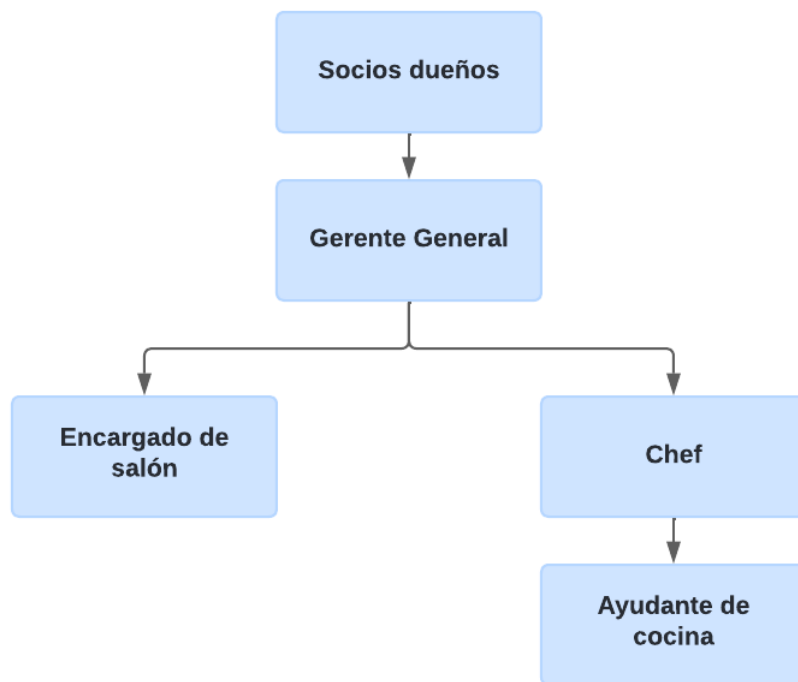 Socios dueños
Gerente General
Encargado de
salón
Chef
Ayudante de
cocina